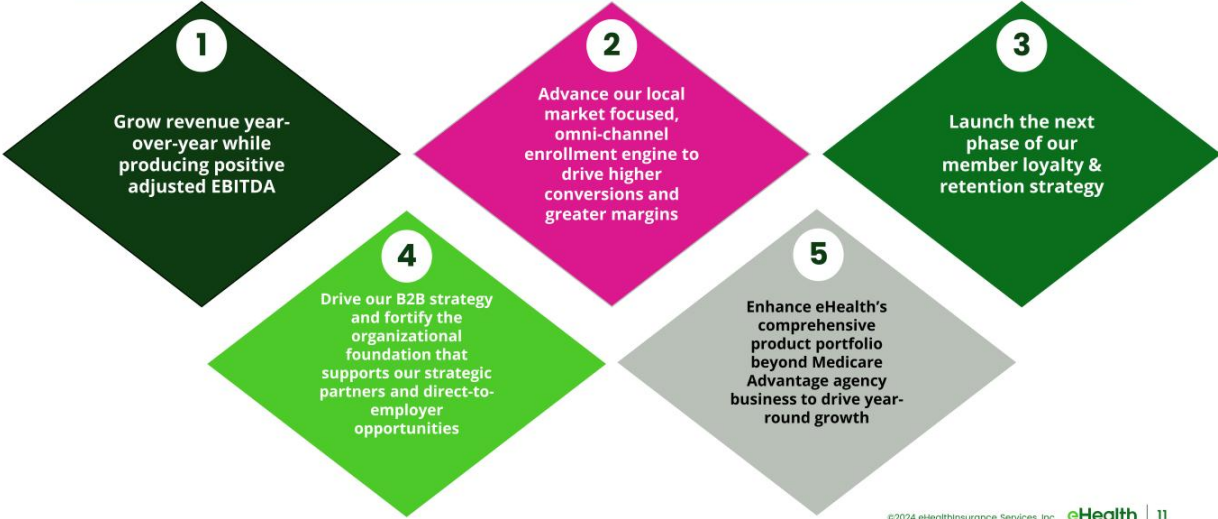 1
Grow revenue year-
over-year while
producing positive
adjusted EBITDA
2
Advance our local
market focused,
omni-channel
enrollment engine to
drive higher
conversions and
greater margins
3
Launch the next
phase of our
member loyalty &
retention strategy
4
Drive our B2B strategy
and fortify the
organizational
foundation that
supports our strategic
partners and direct-to-
employer
opportunities
5
Enhance eHealth’s
comprehensive
product portfolio
beyond Medicare
Advantage agency
business to drive year-
round growth
©2024 eHealthInsurance Services, Inc. eHealth | 11